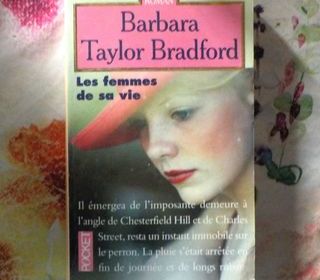 ROMAN
Barbara
Taylor Bradford
Les femmes
de sa vie
Il émergea de l'imposante demeure à
l'angle de Chesterfield Hill et de Charles
Street, resta un instant immobile sur
le perron. La pluie s'était arrêtée en
fin de journée et de longs
POCKET